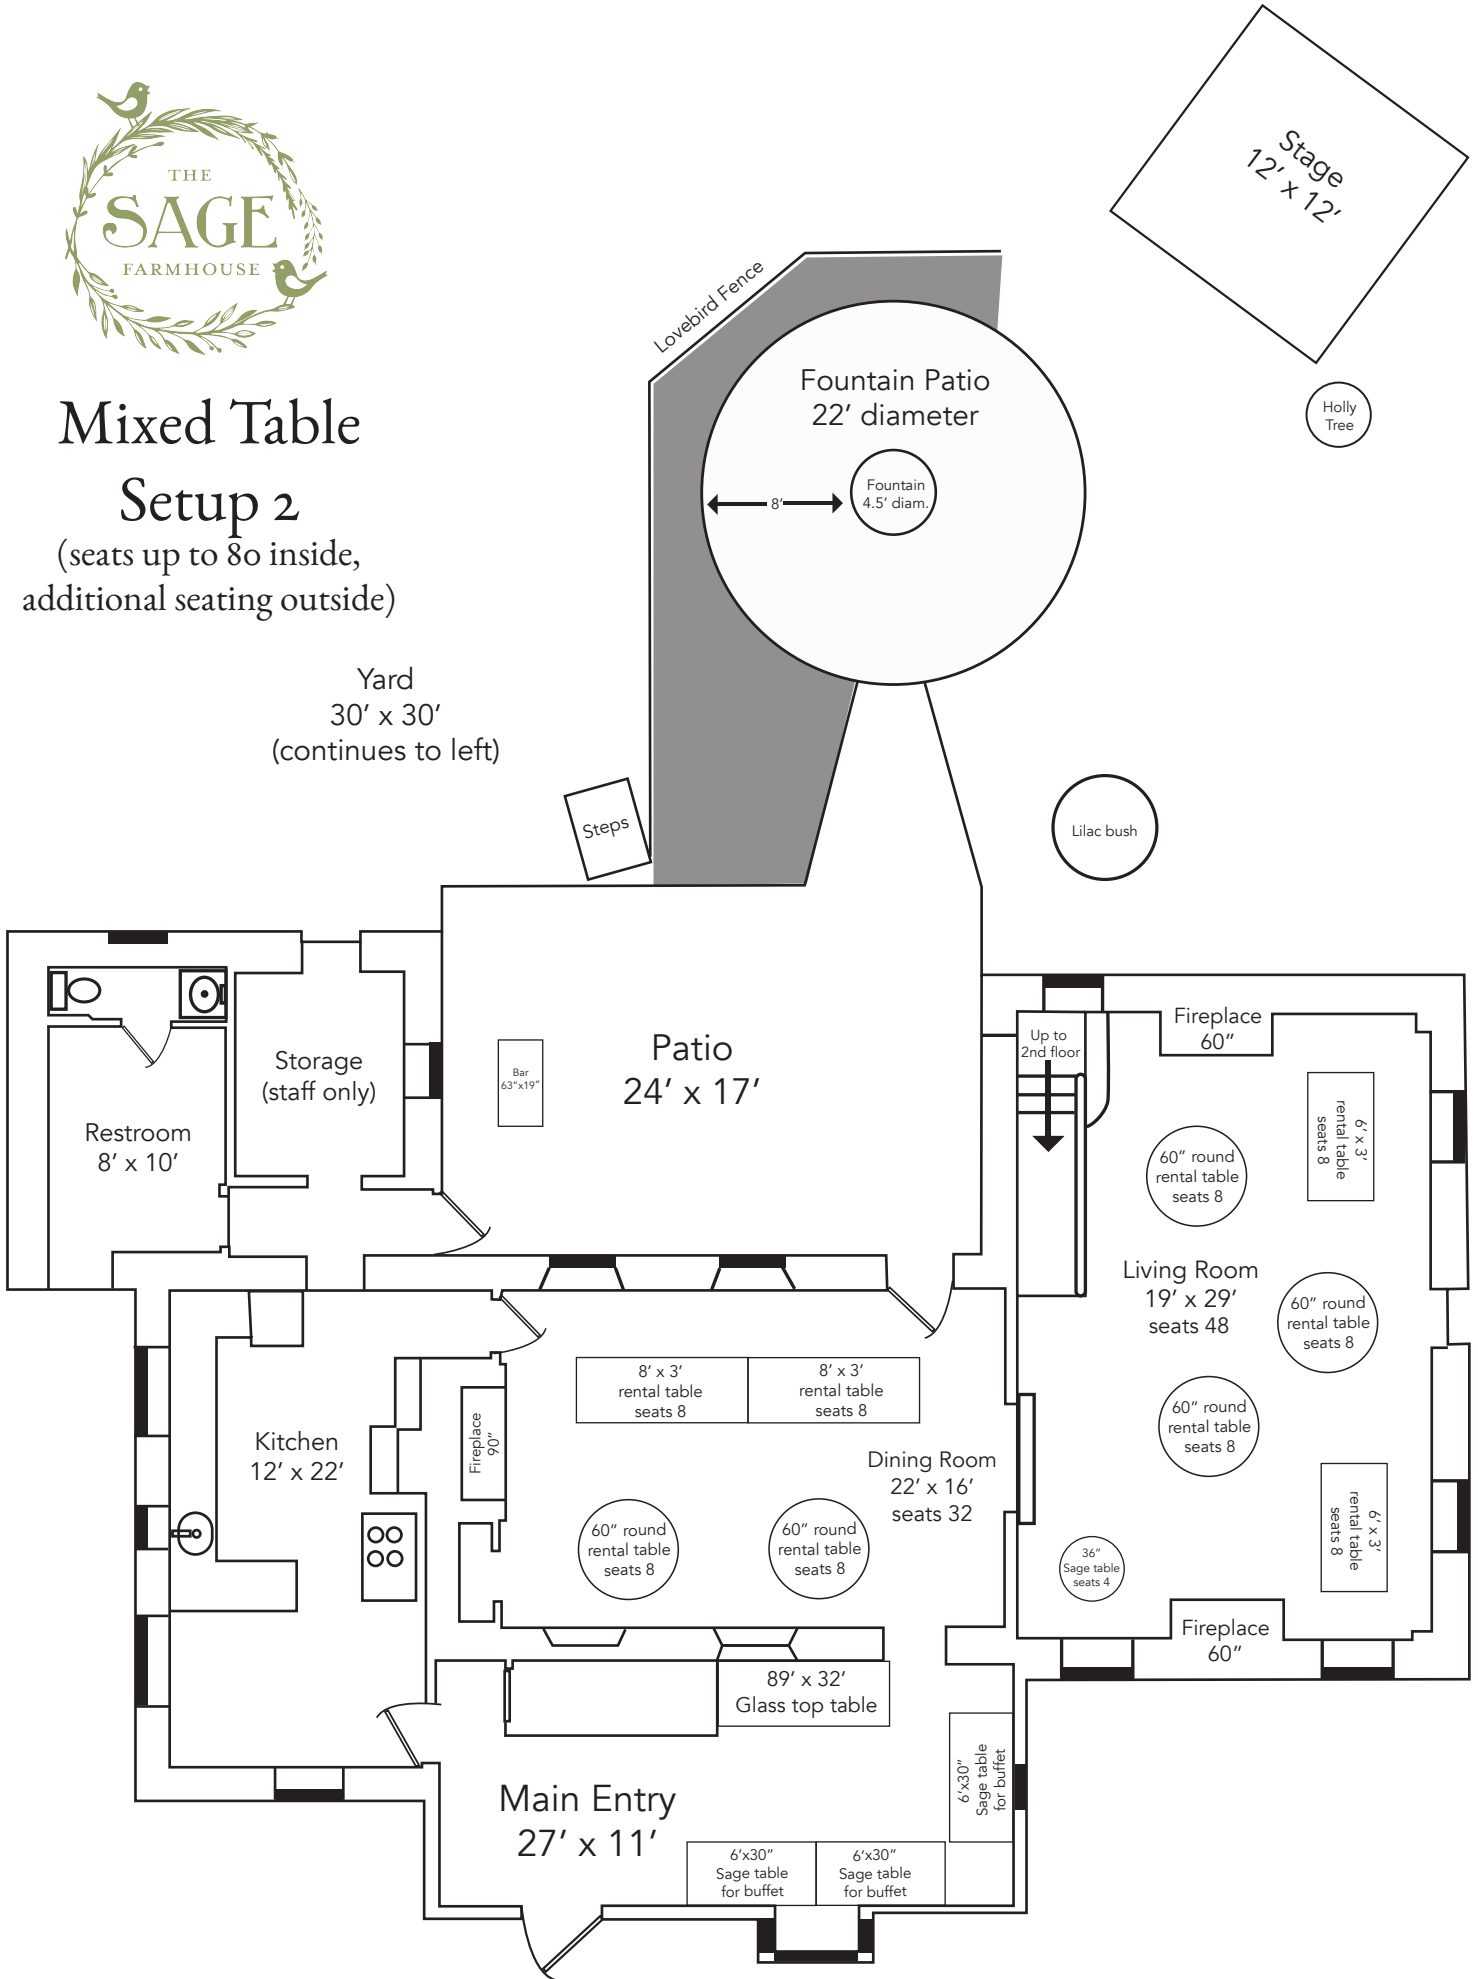 THE
SAGE
FARMHOUSE
Mixed Table
Setup 2
(seats up to 80 inside,
additional seating outside)
Stage
12’ x 12’
Lovebird Fence
Fountain Patio
22’ diameter
Fountain
4.5’ diam.
8’
Holly
Tree
Yard
30’ x 30’
(continues to left)
Steps
Lilac bush
Patio
24’ x 17’
Bar
63”x19”
Storage
(staff only)
Restroom
8’ x 10’
Up to
2nd floor
Fireplace
60”
6’ x 3’
rental table
seats 8
60” round
rental table
seats 8
Living Room
19’ x 29’
seats 48
60” round
rental table
seats 8
60” round
rental table
seats 8
6’ x 3’
rental table
seats 8
36”
Sage table
seats 4
Fireplace
60”
8’ x 3’
rental table
seats 8
8’ x 3’
rental table
seats 8
Fireplace
90”
Kitchen
12’ x 22’
Dining Room
22’ x 16’
seats 32
60” round
rental table
seats 8
60” round
rental table
seats 8
89’ x 32’
Glass top table
6’x30”
Sage table
for buffet
Main Entry
27’ x 11’
6’x30”
Sage table
for buffet
6’x30”
Sage table
for buffet